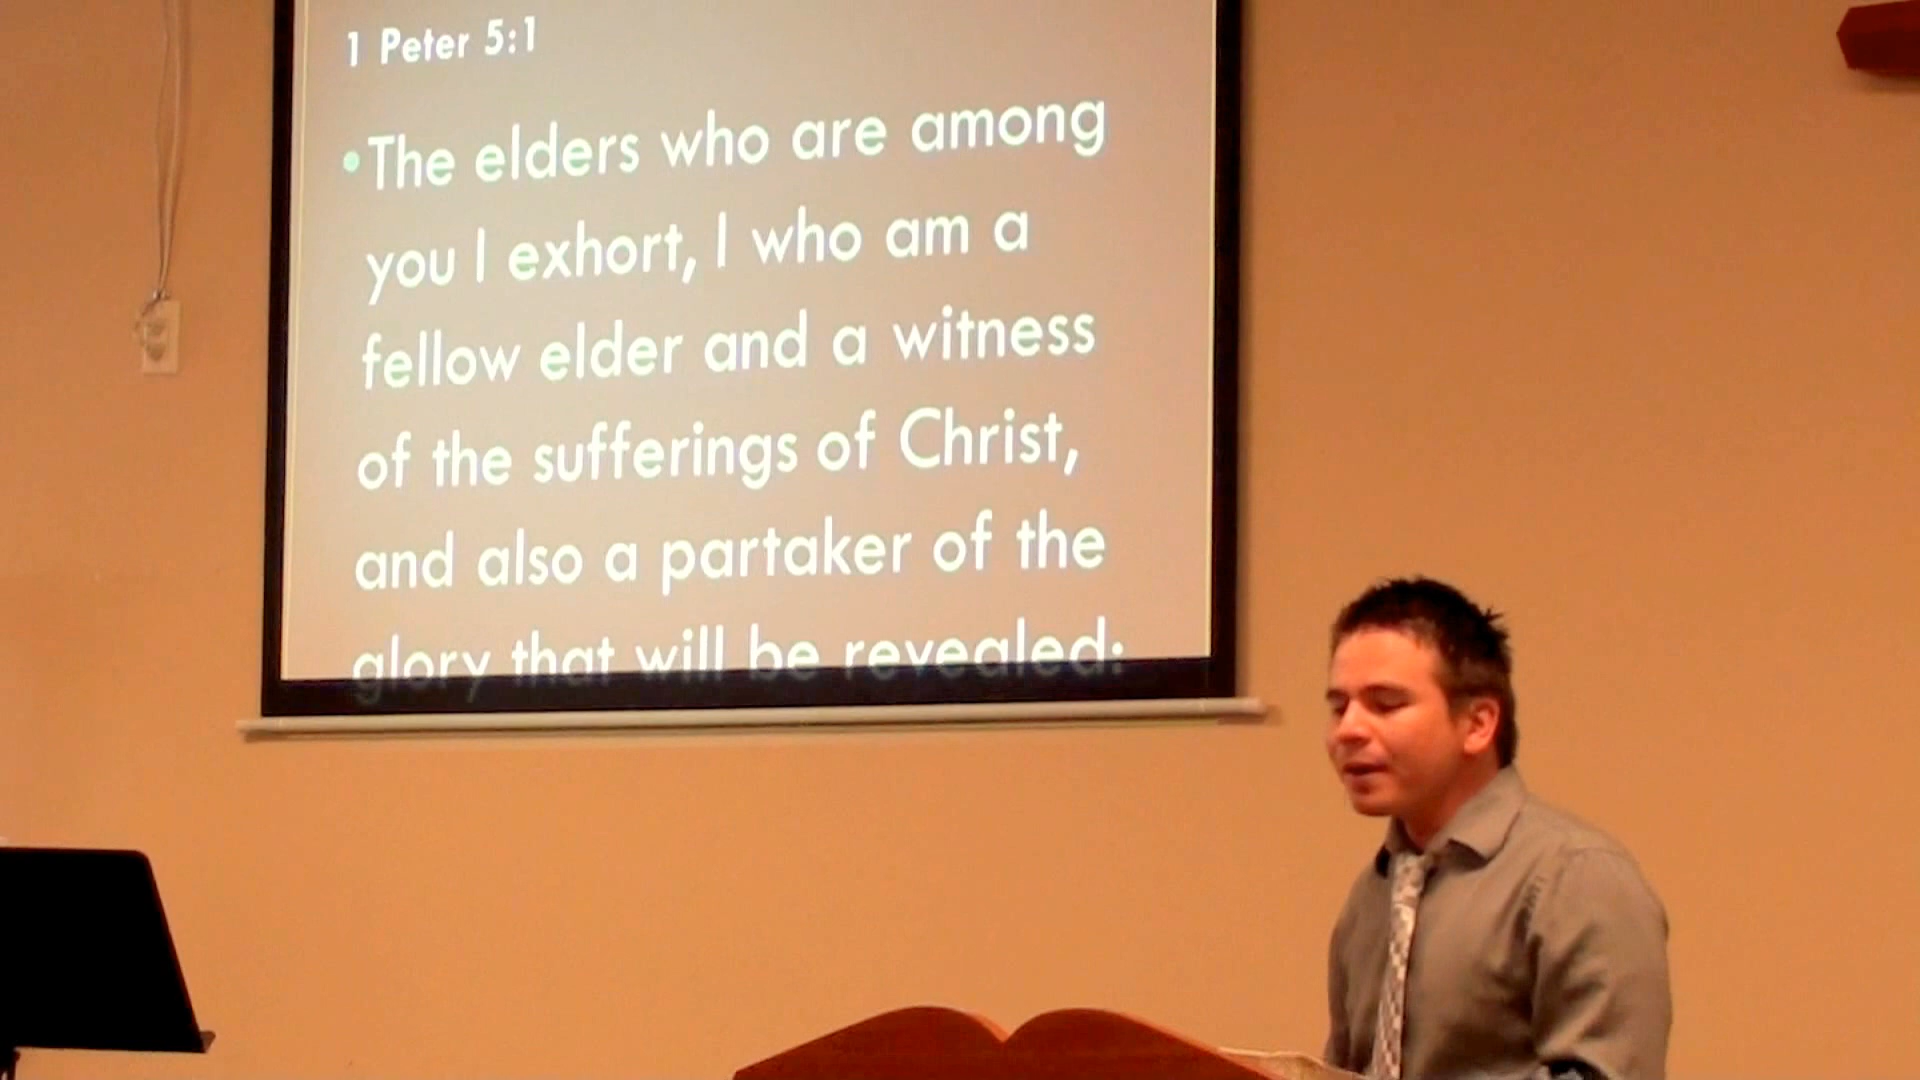 1 Peter 5:1
• The elders who are among
you I exhort, I who am a
fellow elder and a witness
of the sufferings of Christ,
and also a partaker of the
glory that will be revealed: